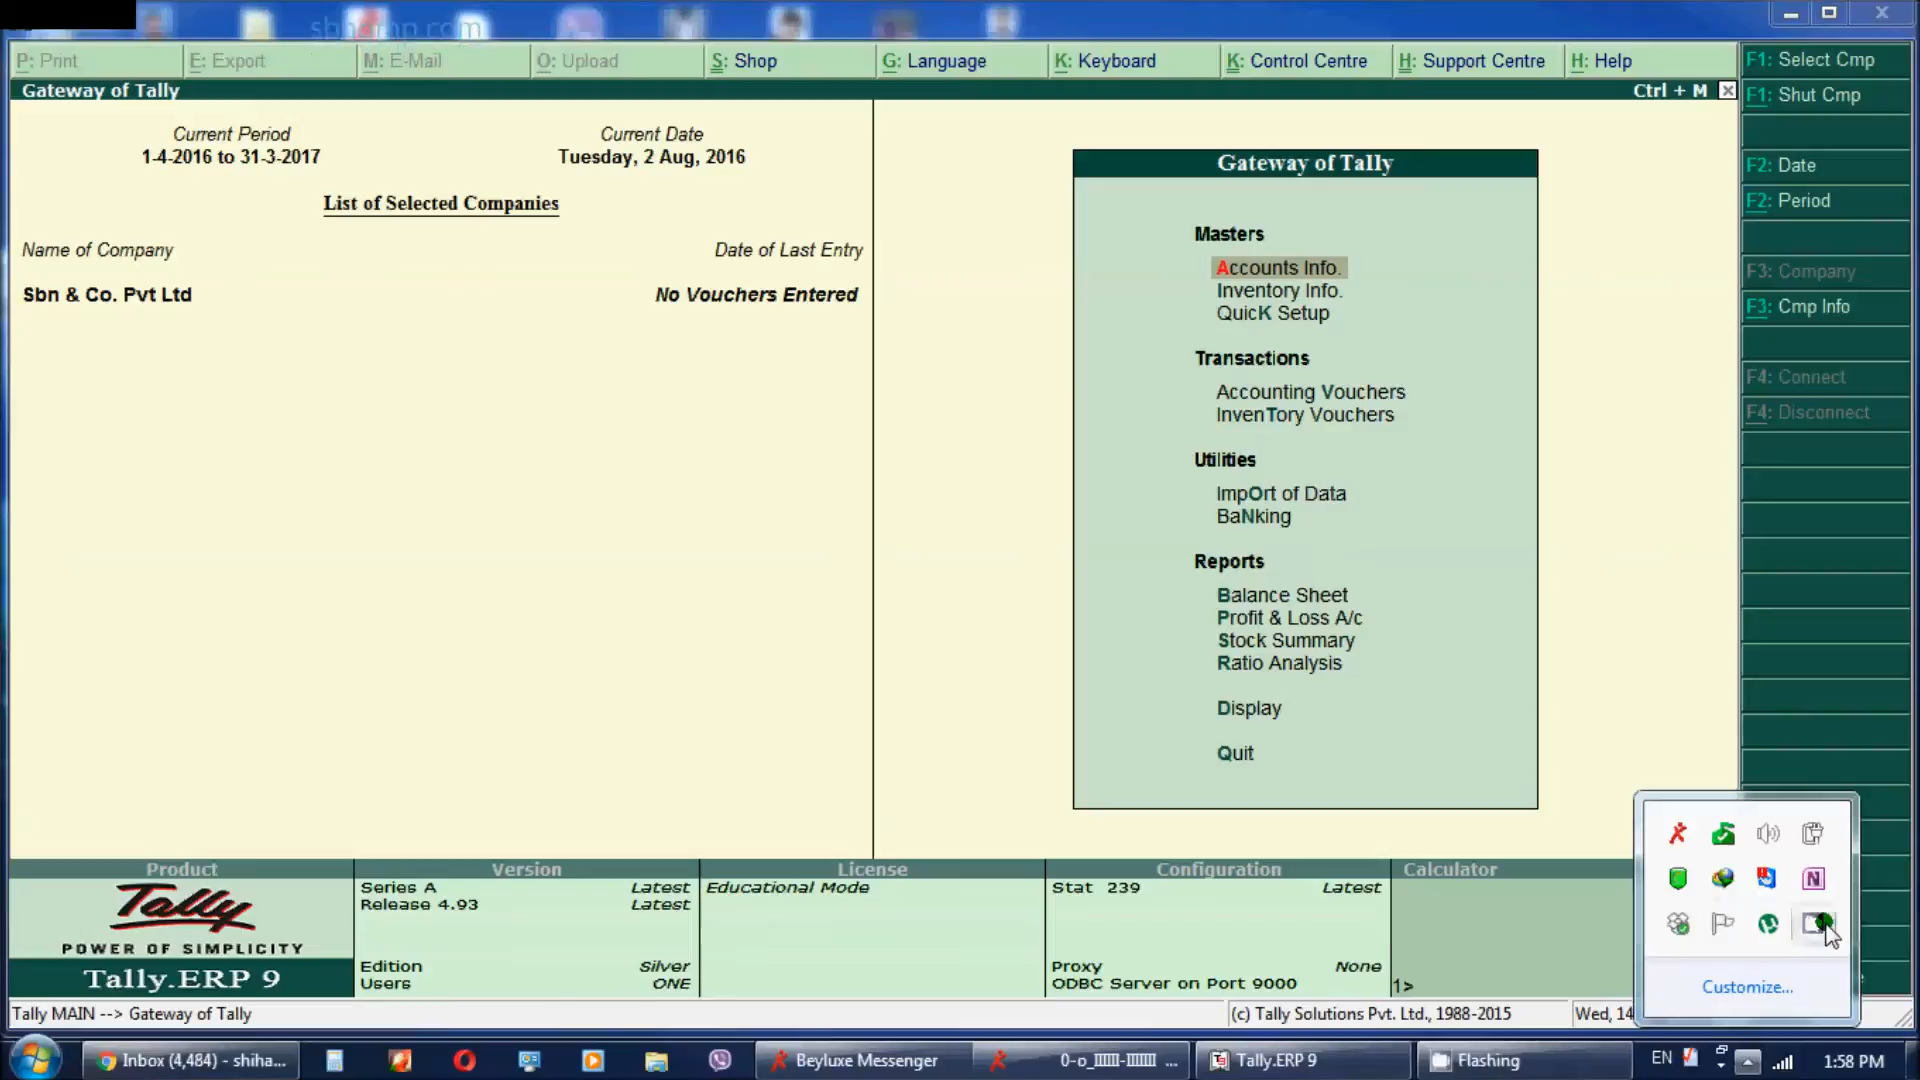 P: Print
E: Export
M: E-Mail
O: Upload
S: Shop
G: Language
K: Keyboard
K: Control Centre
H: Support Centre
H: Help
Gateway of Tally
Ctrl + M
Current Period
1-4-2016 to 31-3-2017
Current Date
Tuesday, 2 Aug, 2016
List of Selected Companies
Name of Company
Date of Last Entry
Sbn & Co. Pvt Ltd
No Vouchers Entered
Gateway of Tally
Masters
Accounts Info.
Inventory Info.
QuicK Setup
Transactions
Accounting Vouchers
InvenTory Vouchers
Utilities
ImpOrt of Data
BaNking
Reports
Balance Sheet
Profit & Loss A/c
Stock Summary
Ratio Analysis
Display
Quit
F1: Select Cmp
F1: Shut Cmp
F2: Date
F2: Period
F3: Company
F3: Cmp Info
F4: Connect
F4: Disconnect
Product
Tally
POWER OF SIMPLICITY
Tally.ERP 9
Version
Series A Latest
Release 4.93 Latest
Edition Silver
Users ONE
License
Educational Mode
Configuration
Stat 239 Latest
Proxy None
ODBC Server on Port 9000
Calculator
1>
Customize...
Tally MAIN --> Gateway of Tally
(c) Tally Solutions Pvt. Ltd., 1988-2015
Wed, 14
Inbox (4,484) - shiha...
Beyluxe Messenger
Tally.ERP 9
Flashing
EN
1:58 PM